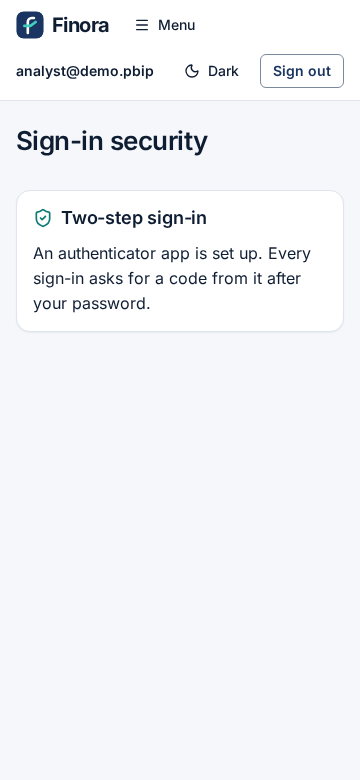 Finora
Menu
analyst@demo.pbip
Dark
Sign out
Sign-in security
Two-step sign-in
An authenticator app is set up. Every
sign-in asks for a code from it after
your password.